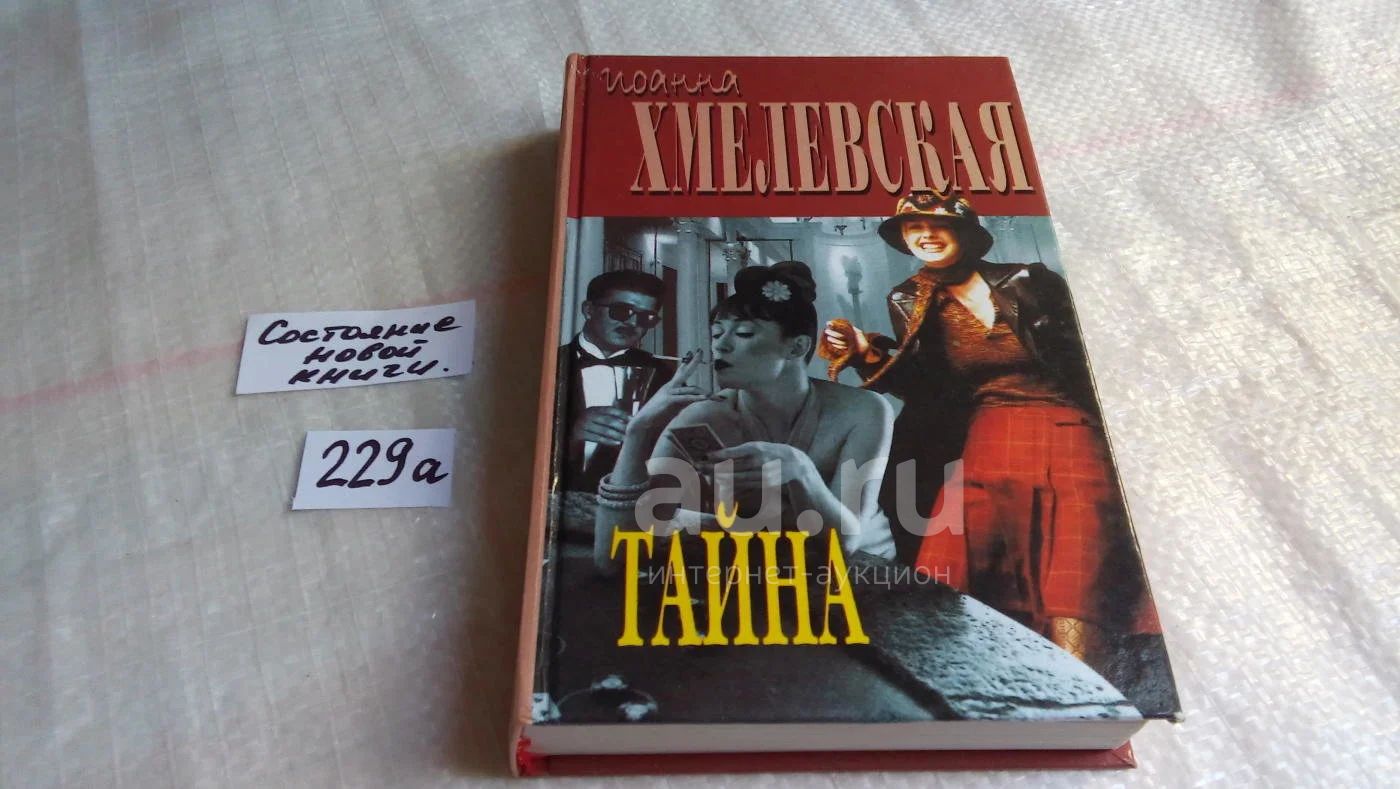 Иоанна
ХМЕЛЕВСКАЯ
ТАЙНА
Состояние
новой
книги.
229а
au.ru
интернет-аукцион